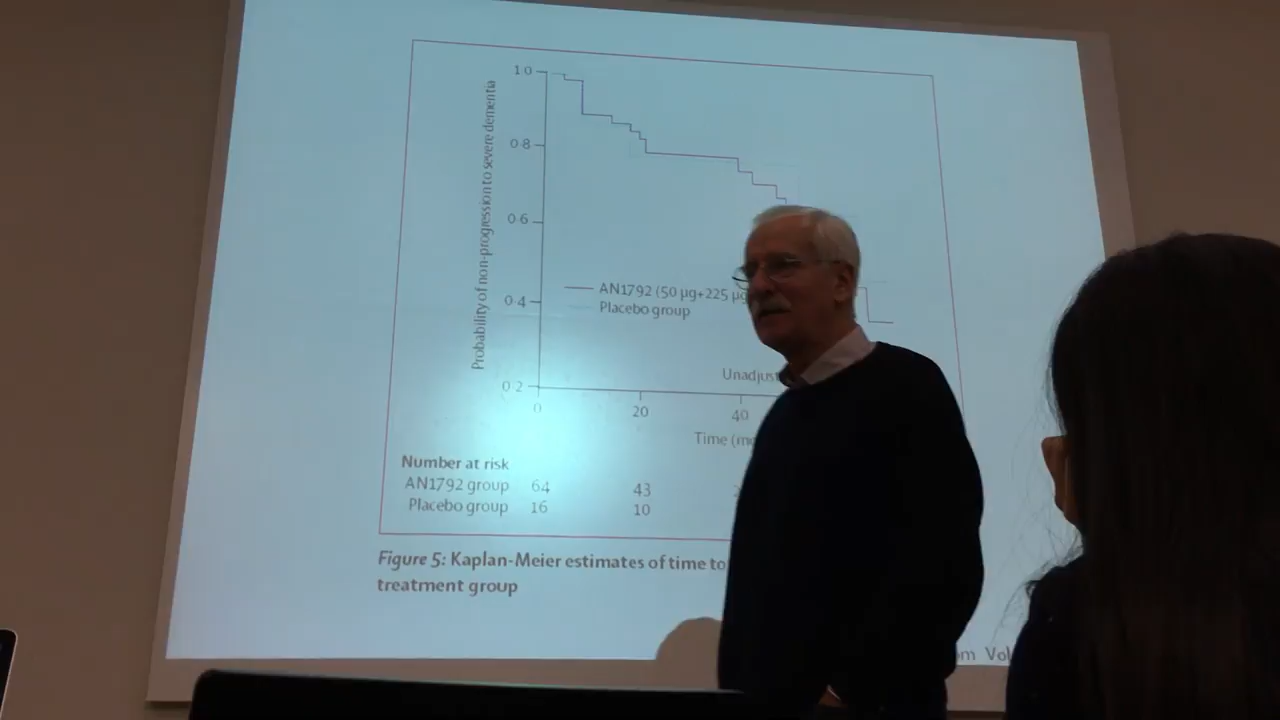 Probability of non-progression to severe dementia
1·0
0·8
0·6
0·4
0·2
AN1792 (50 µg+225 µg
Placebo group
0
20
40
Number at risk
AN1792 group 64 43
Placebo group 16 10
Figure 5: Kaplan-Meier estimates of time to
treatment group